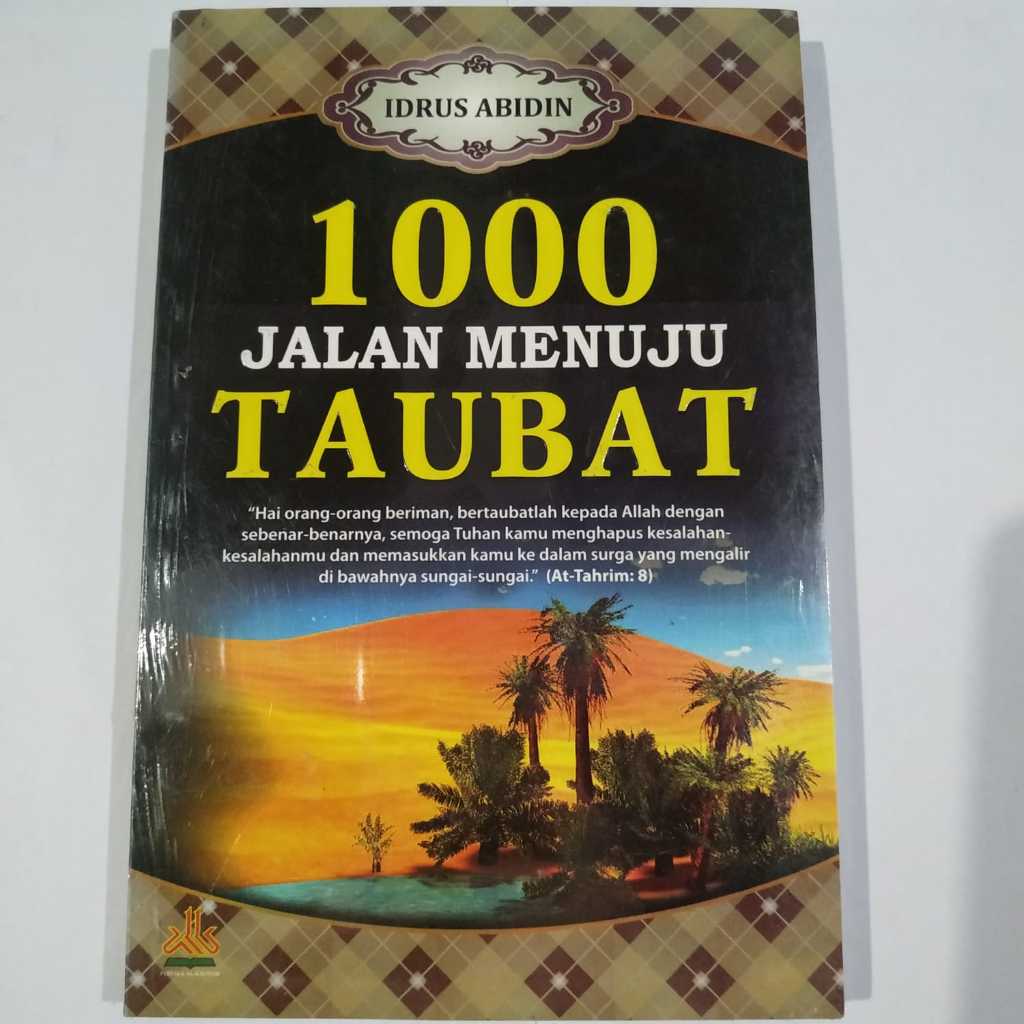 IDRUS ABIDIN
1000
JALAN MENUJU
TAUBAT
“Hai orang-orang beriman, bertaubatlah kepada Allah dengan
sebenar-benarnya, semoga Tuhan kamu menghapus kesalahan-
kesalahanmu dan memasukkan kamu ke dalam surga yang mengalir
di bawahnya sungai-sungai.” (At-Tahrim: 8)